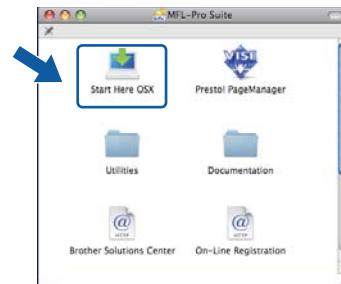 MFL-Pro Suite
Start Here OSX
Presto! PageManager
Utilities
Documentation
Brother Solutions Center
On-Line Registration